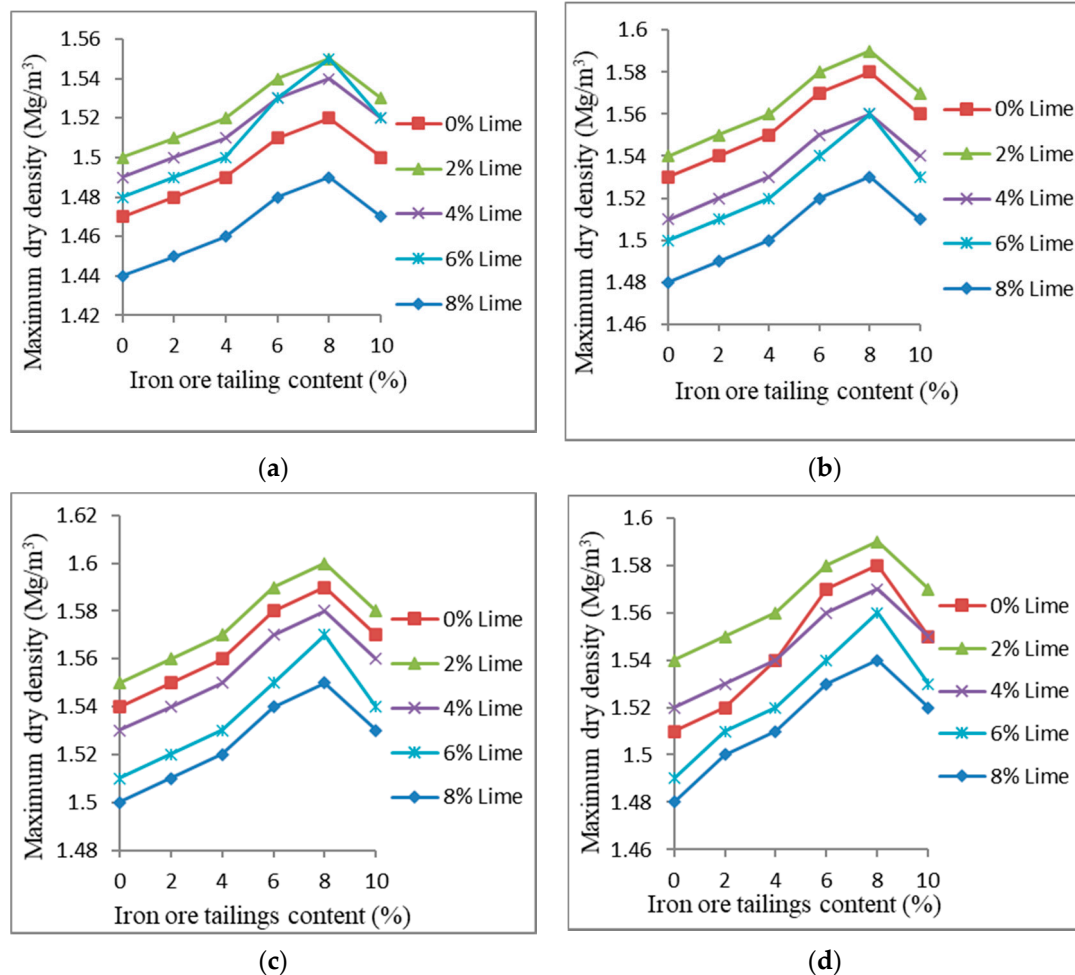 Maximum dry density (Mg/m³)
1.56
1.54
1.52
1.5
1.48
1.46
1.44
1.42
0 2 4 6 8 10
Iron ore tailing content (%)
0% Lime
2% Lime
4% Lime
6% Lime
8% Lime
(a)
Maximum dry density (Mg/m³)
1.6
1.58
1.56
1.54
1.52
1.5
1.48
1.46
0 2 4 6 8 10
Iron ore tailing content (%)
0% Lime
2% Lime
4% Lime
6% Lime
8% Lime
(b)
Maximum dry density (Mg/m³)
1.62
1.6
1.58
1.56
1.54
1.52
1.5
1.48
0 2 4 6 8 10
Iron ore tailings content (%)
0% Lime
2% Lime
4% Lime
6% Lime
8% Lime
(c)
Maximum dry density (Mg/m³)
1.6
1.58
1.56
1.54
1.52
1.5
1.48
1.46
0 2 4 6 8 10
Iron ore tailings content (%)
0% Lime
2% Lime
4% Lime
6% Lime
8% Lime
(d)